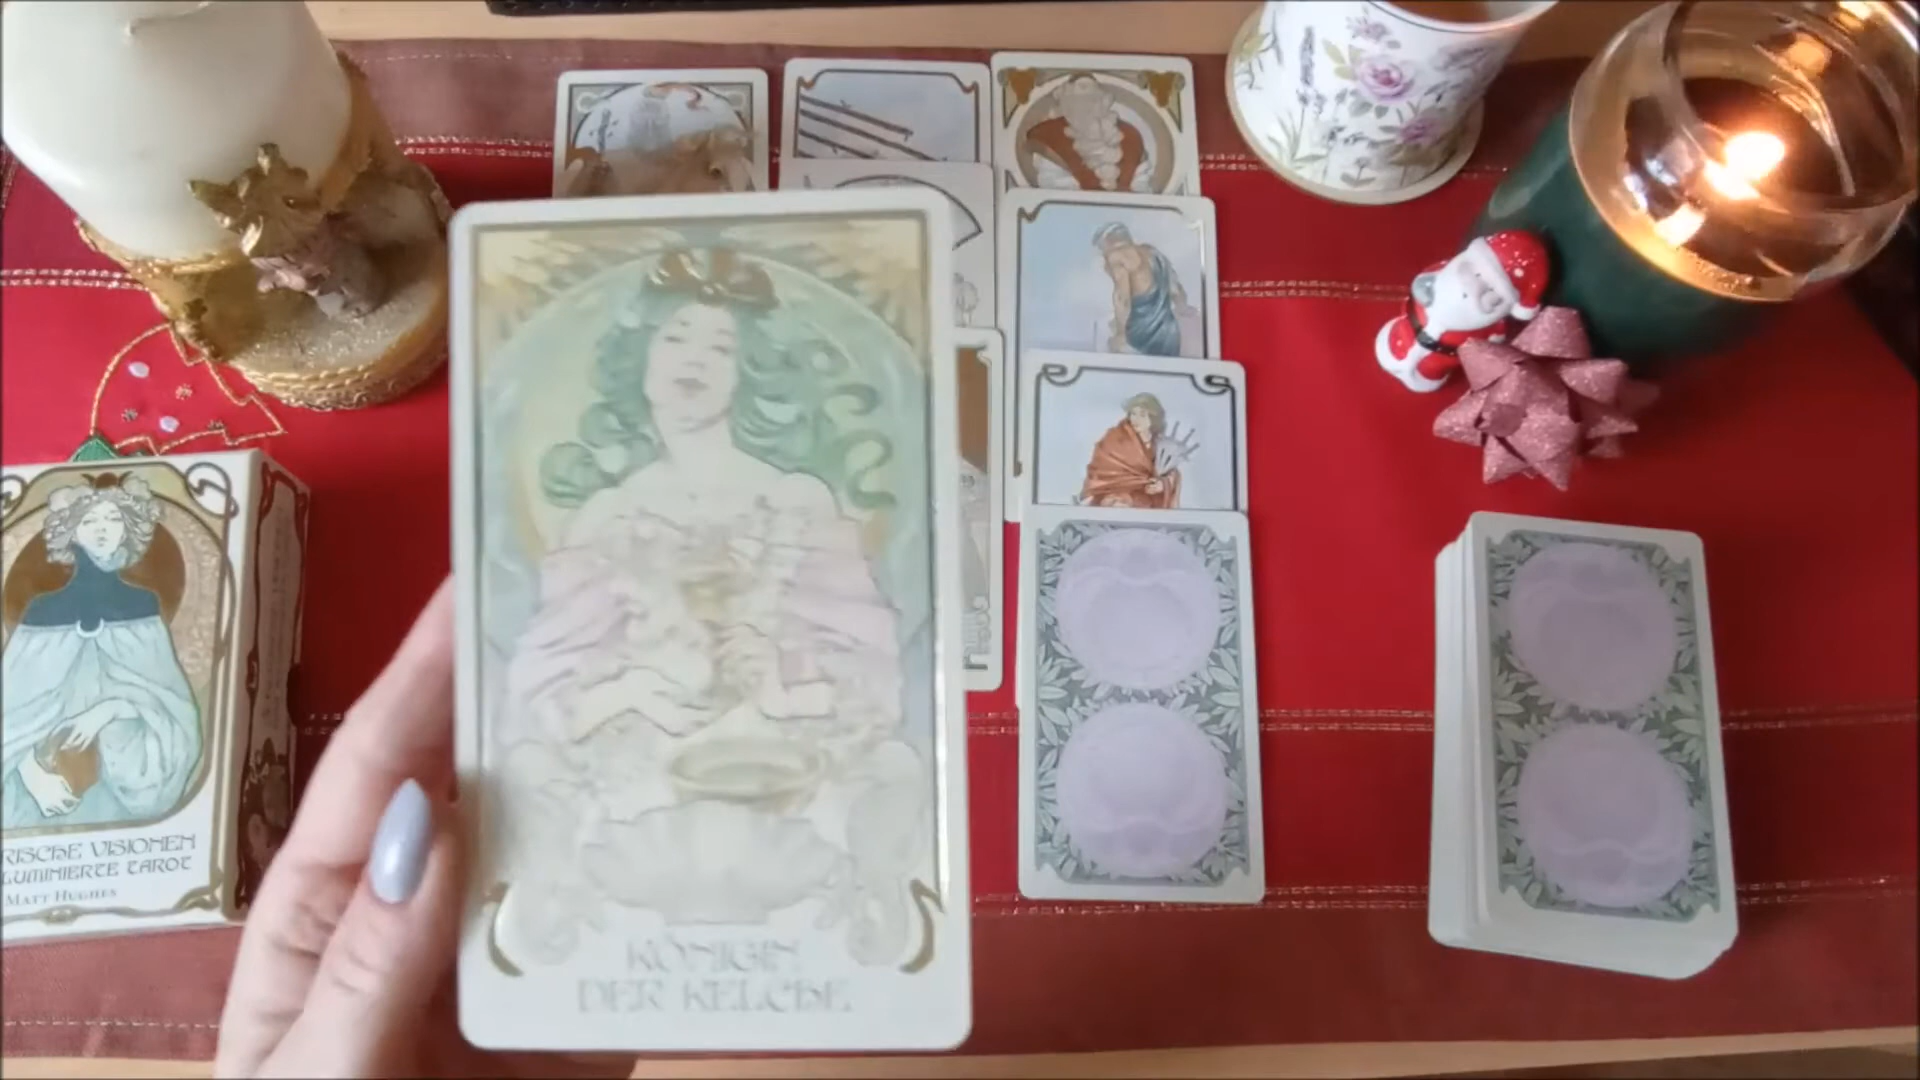 KÖNIGIN
DER KELCHE
RISCHE VISIONEN
LUMINIERTE TAROT
MATT HUGHES